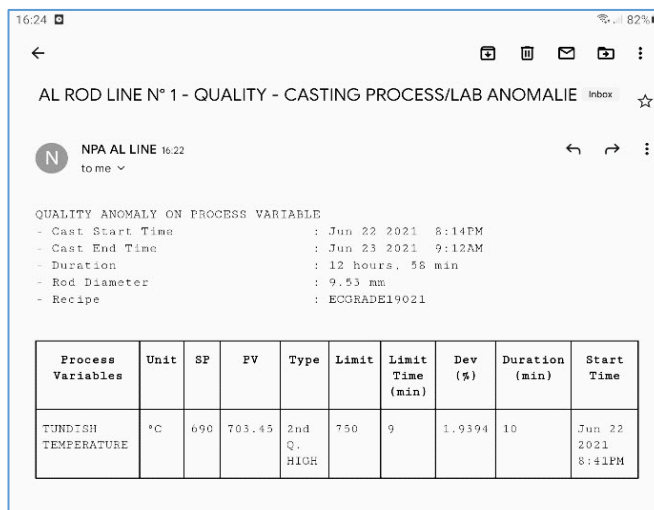 16:24 82%
AL ROD LINE N° 1 - QUALITY - CASTING PROCESS/LAB ANOMALIE Inbox
N
NPA AL LINE 16:22
to me
QUALITY ANOMALY ON PROCESS VARIABLE
- Cast Start Time : Jun 22 2021 8:14PM
- Cast End Time : Jun 23 2021 9:12AM
- Duration : 12 hours, 58 min
- Rod Diameter : 9.53 mm
- Recipe : ECGRADE19021
Process Variables Unit SP PV Type Limit Limit Time (min) Dev (%) Duration (min) Start Time
TUNDISH TEMPERATURE °C 690 703.45 2nd Q. HIGH 750 9 1.9394 10 Jun 22 2021 8:41PM